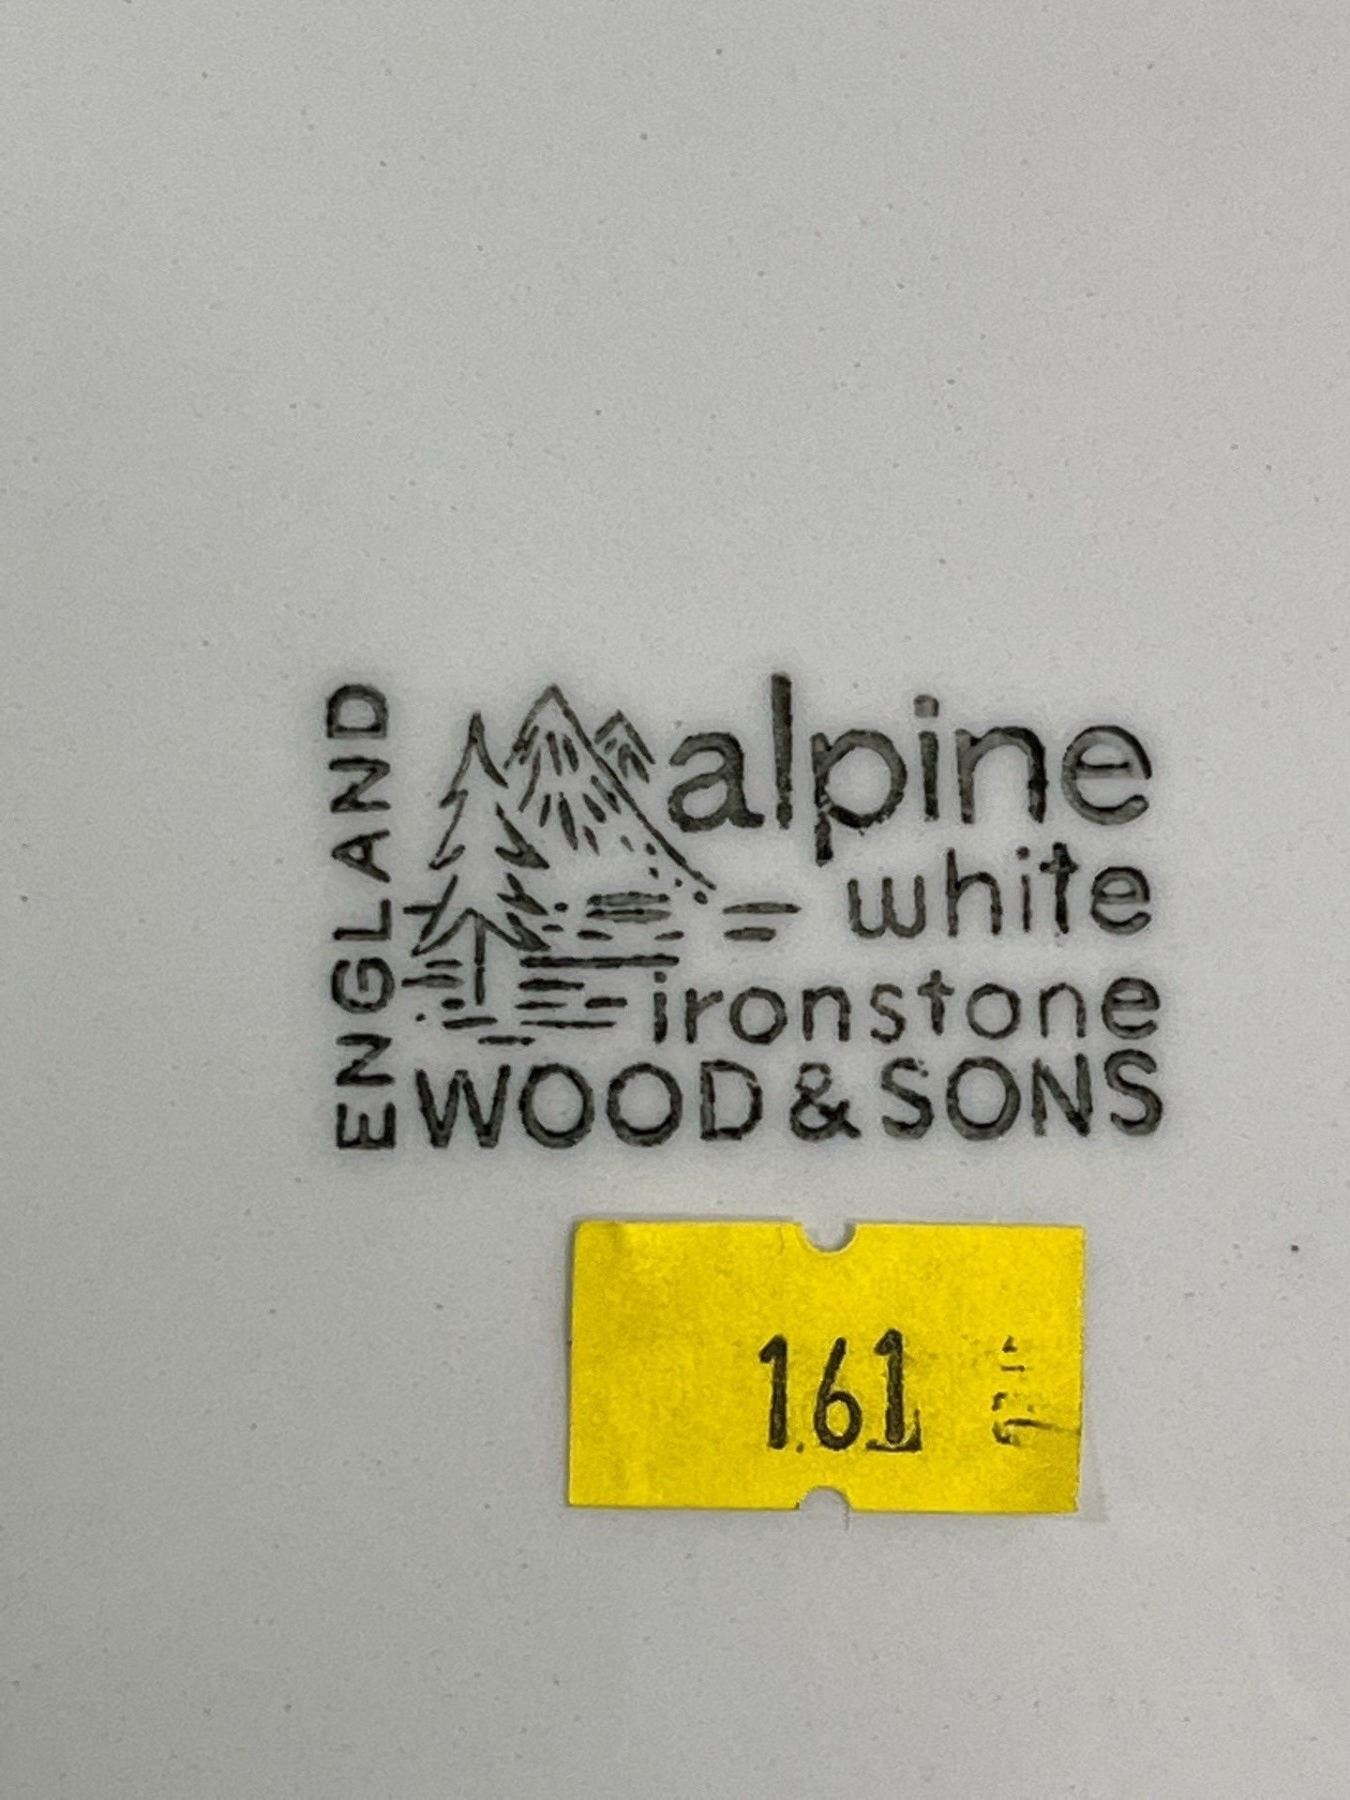 ENGLAND
alpine
white
ironstone
WOOD & SONS
161